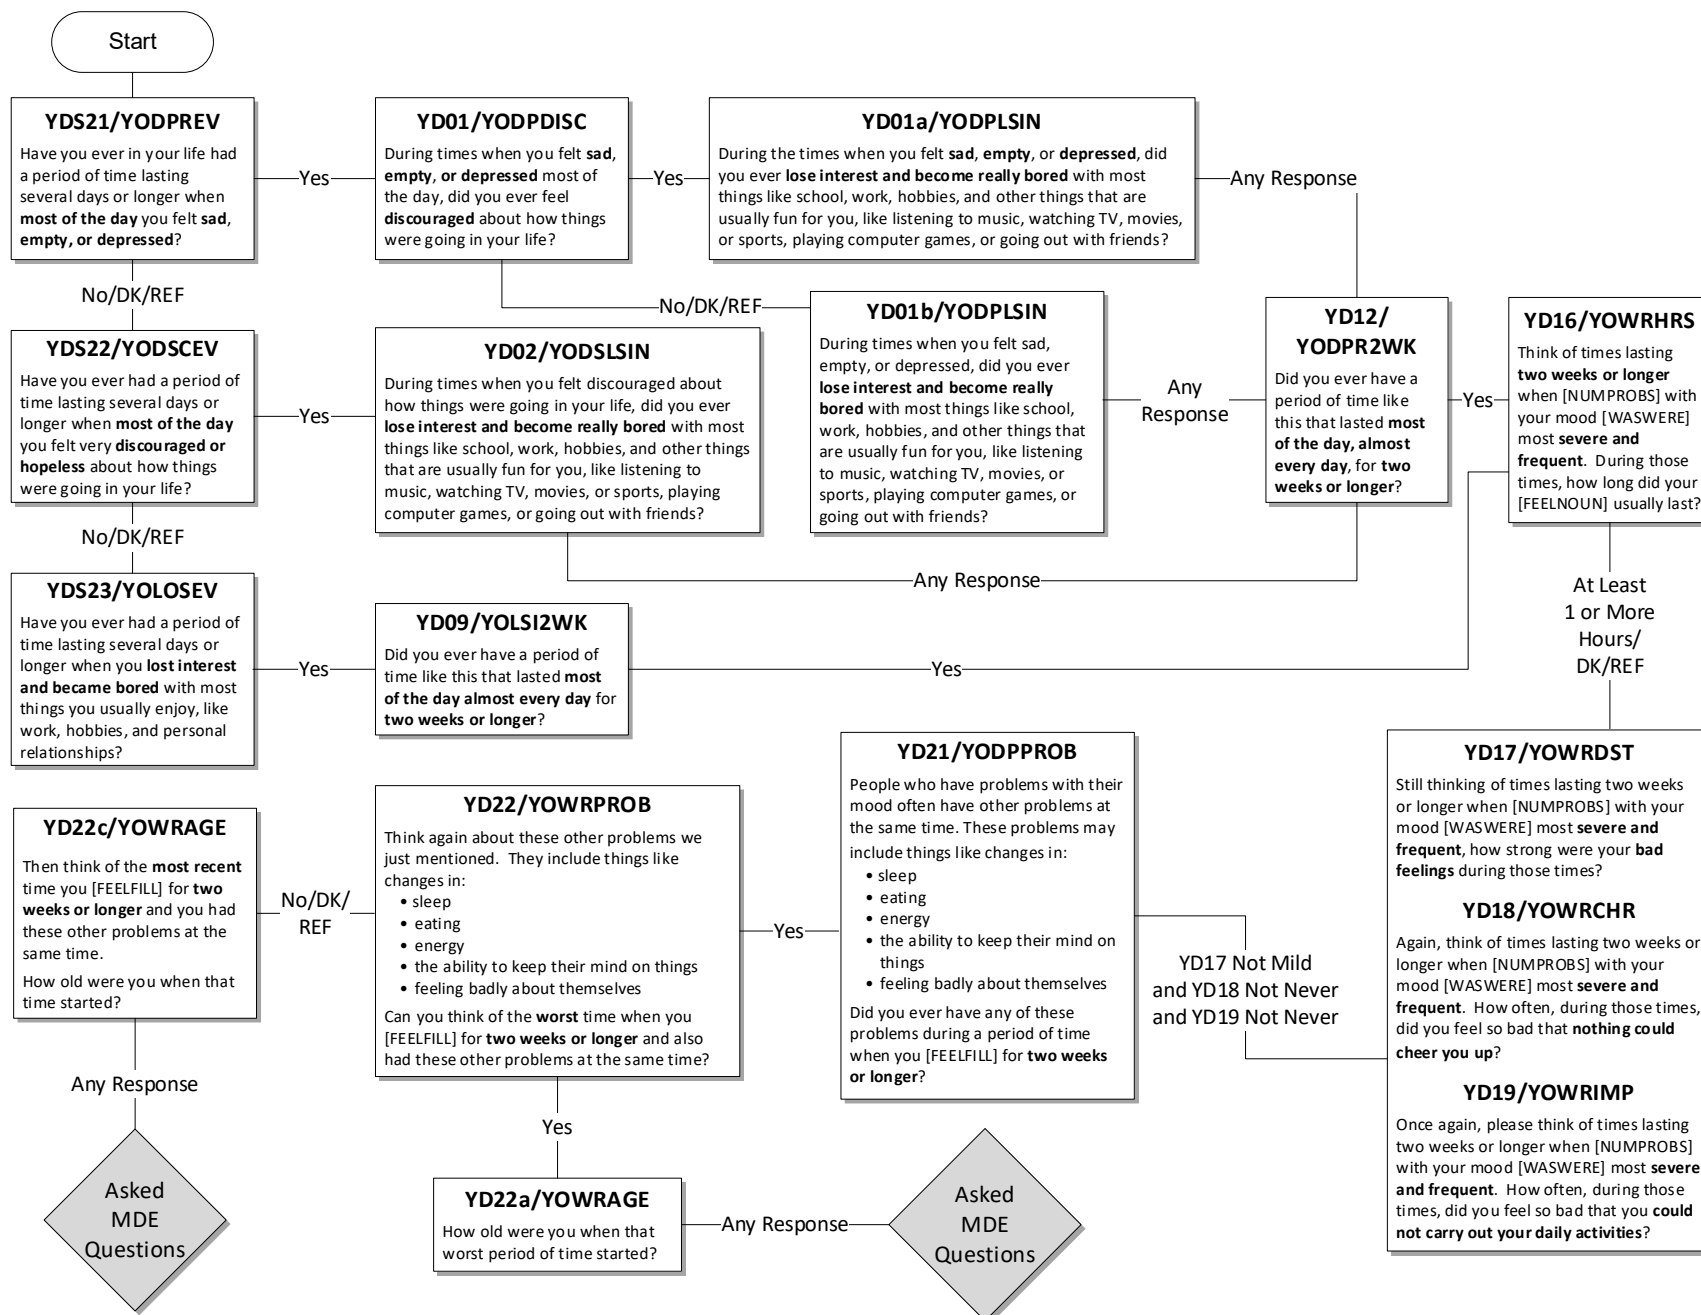 Start
YDS21/YODPREV
Have you ever in your life had
a period of time lasting
several days or longer when
most of the day you felt sad,
empty, or depressed?
Yes
YD01/YODPDISC
During times when you felt sad,
empty, or depressed most of
the day, did you ever feel
discouraged about how things
were going in your life?
Yes
YD01a/YODPLSIN
During the times when you felt sad, empty, or depressed, did
you ever lose interest and become really bored with most
things like school, work, hobbies, and other things that are
usually fun for you, like listening to music, watching TV, movies,
or sports, playing computer games, or going out with friends?
Any Response
No/DK/REF
No/DK/REF
YD01b/YODPLSIN
During times when you felt sad,
empty, or depressed, did you ever
lose interest and become really
bored with most things like school,
work, hobbies, and other things that
are usually fun for you, like listening
to music, watching TV, movies, or
sports, playing computer games, or
going out with friends?
Any
Response
YD12/
YODPR2WK
Did you ever have a
period of time like
this that lasted most
of the day, almost
every day, for two
weeks or longer?
Yes
YD16/YOWRHRS
Think of times lasting
two weeks or longer
when [NUMPROBS] with
your mood [WASWERE]
most severe and
frequent. During those
times, how long did your
[FEELNOUN] usually last?
YDS22/YODSCEV
Have you ever had a period of
time lasting several days or
longer when most of the day
you felt very discouraged or
hopeless about how things
were going in your life?
Yes
YD02/YODSLSIN
During times when you felt discouraged about
how things were going in your life, did you ever
lose interest and become really bored with most
things like school, work, hobbies, and other things
that are usually fun for you, like listening to
music, watching TV, movies, or sports, playing
computer games, or going out with friends?
Any Response
No/DK/REF
YDS23/YOLOSEV
Have you ever had a period of
time lasting several days or
longer when you lost interest
and became bored with most
things you usually enjoy, like
work, hobbies, and personal
relationships?
Yes
YD09/YOLSI2WK
Did you ever have a period of
time like this that lasted most
of the day almost every day for
two weeks or longer?
Yes
At Least
1 or More
Hours/
DK/REF
YD17/YOWRDST
Still thinking of times lasting two weeks
or longer when [NUMPROBS] with your
mood [WASWERE] most severe and
frequent, how strong were your bad
feelings during those times?
YD18/YOWRCHR
Again, think of times lasting two weeks or
longer when [NUMPROBS] with your
mood [WASWERE] most severe and
frequent. How often, during those times,
did you feel so bad that nothing could
cheer you up?
YD19/YOWRIMP
Once again, please think of times lasting
two weeks or longer when [NUMPROBS]
with your mood [WASWERE] most severe
and frequent. How often, during those
times, did you feel so bad that you could
not carry out your daily activities?
YD17 Not Mild
and YD18 Not Never
and YD19 Not Never
YD21/YODPPROB
People who have problems with their
mood often have other problems at
the same time. These problems may
include things like changes in:
• sleep
• eating
• energy
• the ability to keep their mind on
things
• feeling badly about themselves
Did you ever have any of these
problems during a period of time
when you [FEELFILL] for two weeks
or longer?
Yes
YD22/YOWRPROB
Think again about these other problems we
just mentioned. They include things like
changes in:
• sleep
• eating
• energy
• the ability to keep their mind on things
• feeling badly about themselves
Can you think of the worst time when you
[FEELFILL] for two weeks or longer and also
had these other problems at the same time?
No/DK/
REF
YD22c/YOWRAGE
Then think of the most recent
time you [FEELFILL] for two
weeks or longer and you had
these other problems at the
same time.
How old were you when that
time started?
Any Response
Asked
MDE
Questions
Yes
YD22a/YOWRAGE
How old were you when that
worst period of time started?
Any Response
Asked
MDE
Questions